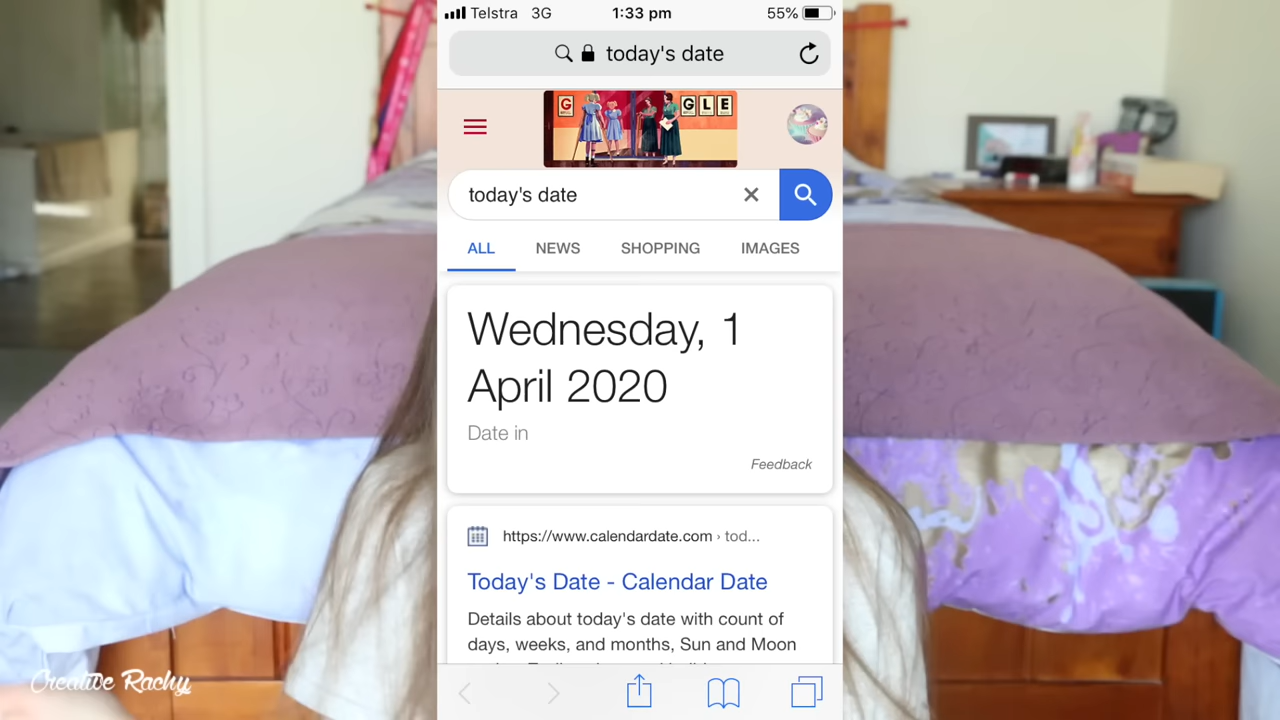 Telstra 3G 1:33 pm 55%
today's date
G GLE
today's date
ALL NEWS SHOPPING IMAGES
Wednesday, 1
April 2020
Date in
Feedback
https://www.calendardate.com › tod...
Today's Date - Calendar Date
Details about today's date with count of
days, weeks, and months, Sun and Moon
Creative Rachy